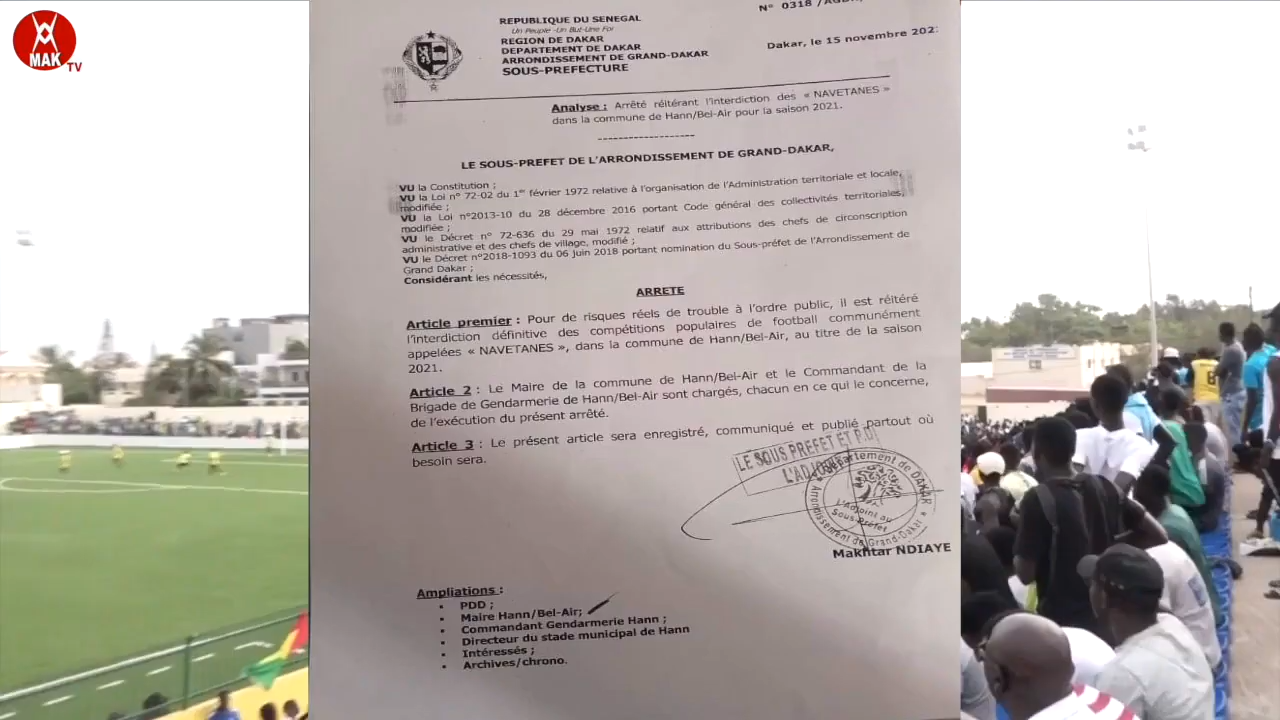 MAK TV
N° 0318
REPUBLIQUE DU SENEGAL
Un Peuple -Un But-Une Foi
REGION DE DAKAR
DEPARTEMENT DE DAKAR
ARRONDISSEMENT DE GRAND-DAKAR
SOUS-PREFECTURE
Dakar, le 15 novembre 202
Analyse : Arrêté réitérant l'interdiction des « NAVETANES »
dans la commune de Hann/Bel-Air pour la saison 2021.
LE SOUS-PREFET DE L'ARRONDISSEMENT DE GRAND-DAKAR,
VU la Constitution ;
VU la Loi n° 72-02 du 1er février 1972 relative à l'organisation de l'Administration territoriale et locale,
modifiée ;
VU la Loi n°2013-10 du 28 décembre 2016 portant Code général des collectivités territoriales,
modifiée ;
VU le Décret n° 72-636 du 29 mai 1972 relatif aux attributions des chefs de circonscription
administrative et des chefs de village, modifié ;
VU le Décret n°2018-1093 du 06 juin 2018 portant nomination du Sous-préfet de l'Arrondissement de
Grand Dakar ;
Considérant les nécessités,
ARRETE
Article premier : Pour de risques réels de trouble à l'ordre public, il est réitéré
l'interdiction définitive des compétitions populaires de football communément
appelées « NAVETANES », dans la commune de Hann/Bel-Air, au titre de la saison
2021.
Article 2 : Le Maire de la commune de Hann/Bel-Air et le Commandant de la
Brigade de Gendarmerie de Hann/Bel-Air sont chargés, chacun en ce qui le concerne,
de l'exécution du présent arrêté.
Article 3 : Le présent article sera enregistré, communiqué et publié partout où
besoin sera.
LE SOUS PREFET ET P.O
L'ADJOINT
Département de DAKAR
L'Adjoint au
Sous-Préfet
Arrondissement de Grand-Dakar
Makhtar NDIAYE
Ampliations :
• PDD ;
• Maire Hann/Bel-Air;
• Commandant Gendarmerie Hann ;
• Directeur du stade municipal de Hann
• Intéressés ;
• Archives/chrono.